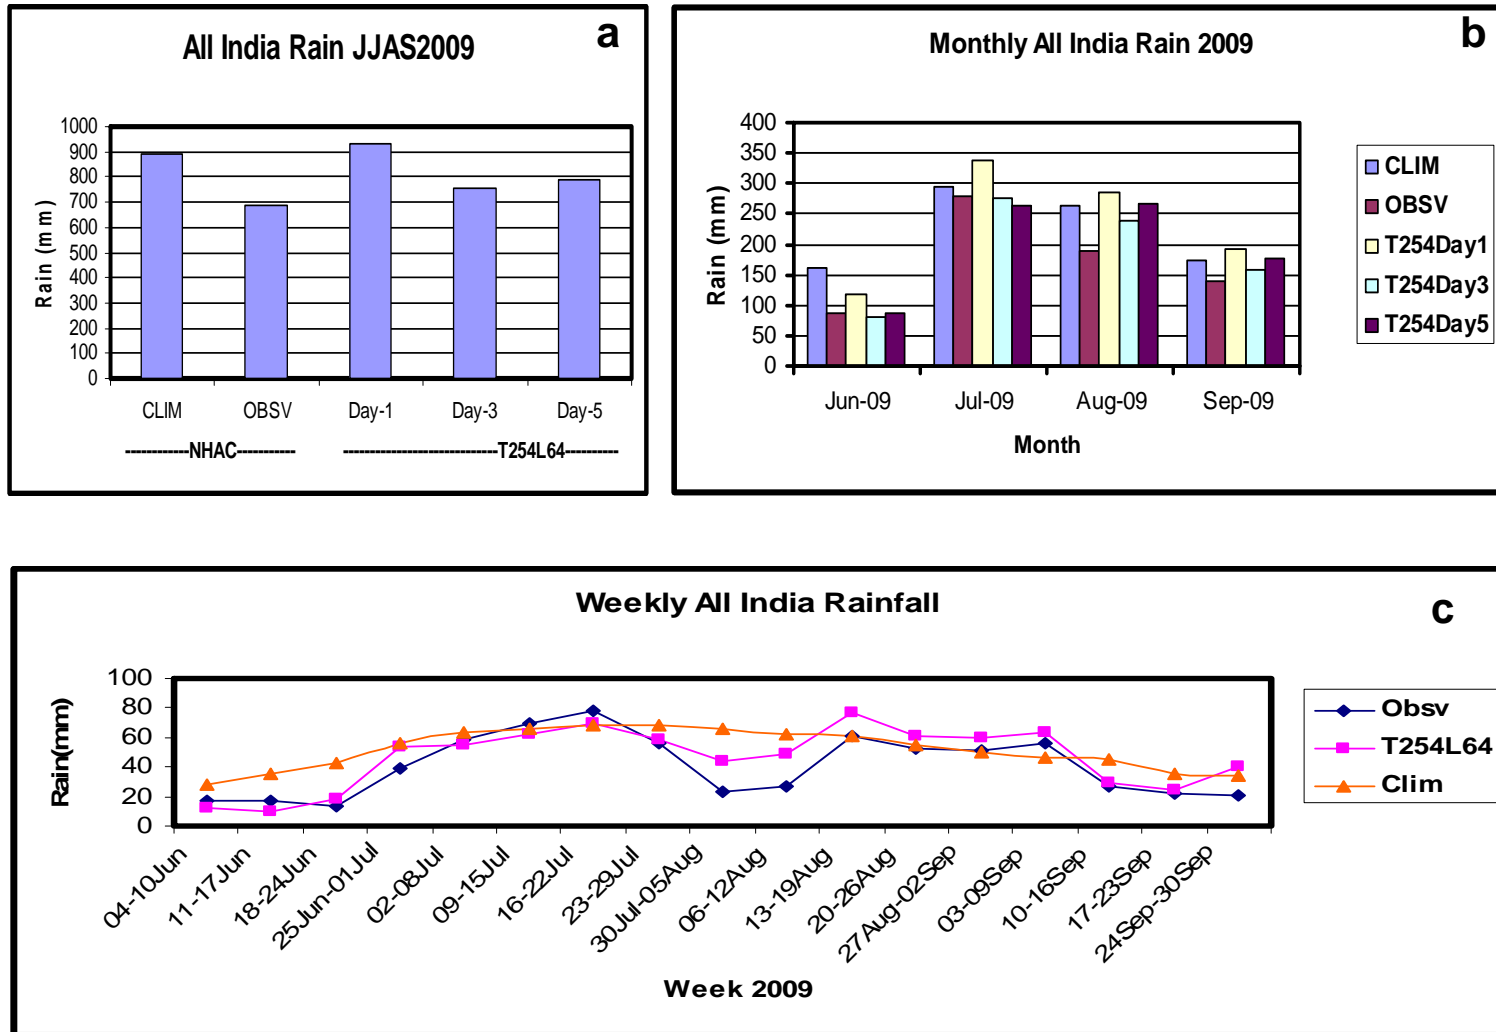 a
All India Rain JJAS2009
Rain (mm)
1000
900
800
700
600
500
400
300
200
100
0
CLIM OBSV Day-1 Day-3 Day-5
------------NHAC----------- -----------------------------T254L64----------
b
Monthly All India Rain 2009
Rain (mm)
400
350
300
250
200
150
100
50
0
Jun-09 Jul-09 Aug-09 Sep-09
Month
CLIM
OBSV
T254Day1
T254Day3
T254Day5
c
Weekly All India Rainfall
Rain(mm)
100
80
60
40
20
0
04-10Jun
11-17Jun
18-24Jun
25Jun-01Jul
02-08Jul
09-15Jul
16-22Jul
23-29Jul
30Jul-05Aug
06-12Aug
13-19Aug
20-26Aug
27Aug-02Sep
03-09Sep
10-16Sep
17-23Sep
24Sep-30Sep
Week 2009
Obsv
T254L64
Clim